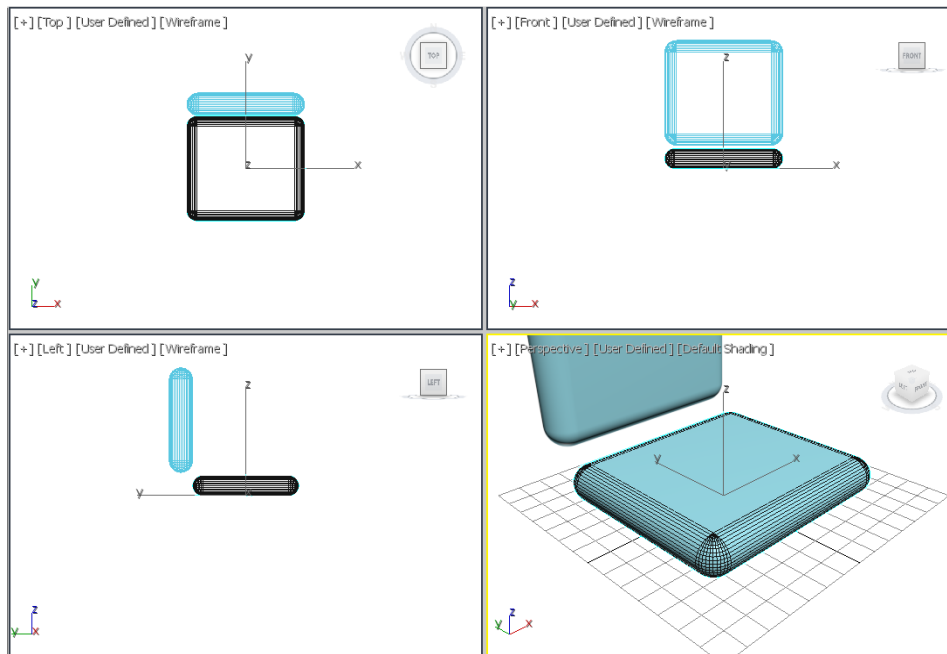 [+] [Top] [User Defined] [Wireframe]
TOP
y
z
x
y
z
x
[+] [Front] [User Defined] [Wireframe]
FRONT
z
y
x
z
y
x
[+] [Left] [User Defined] [Wireframe]
LEFT
z
y
x
z
y
x
[+] [Perspective] [User Defined] [Default Shading]
z
y
x
z
y
x